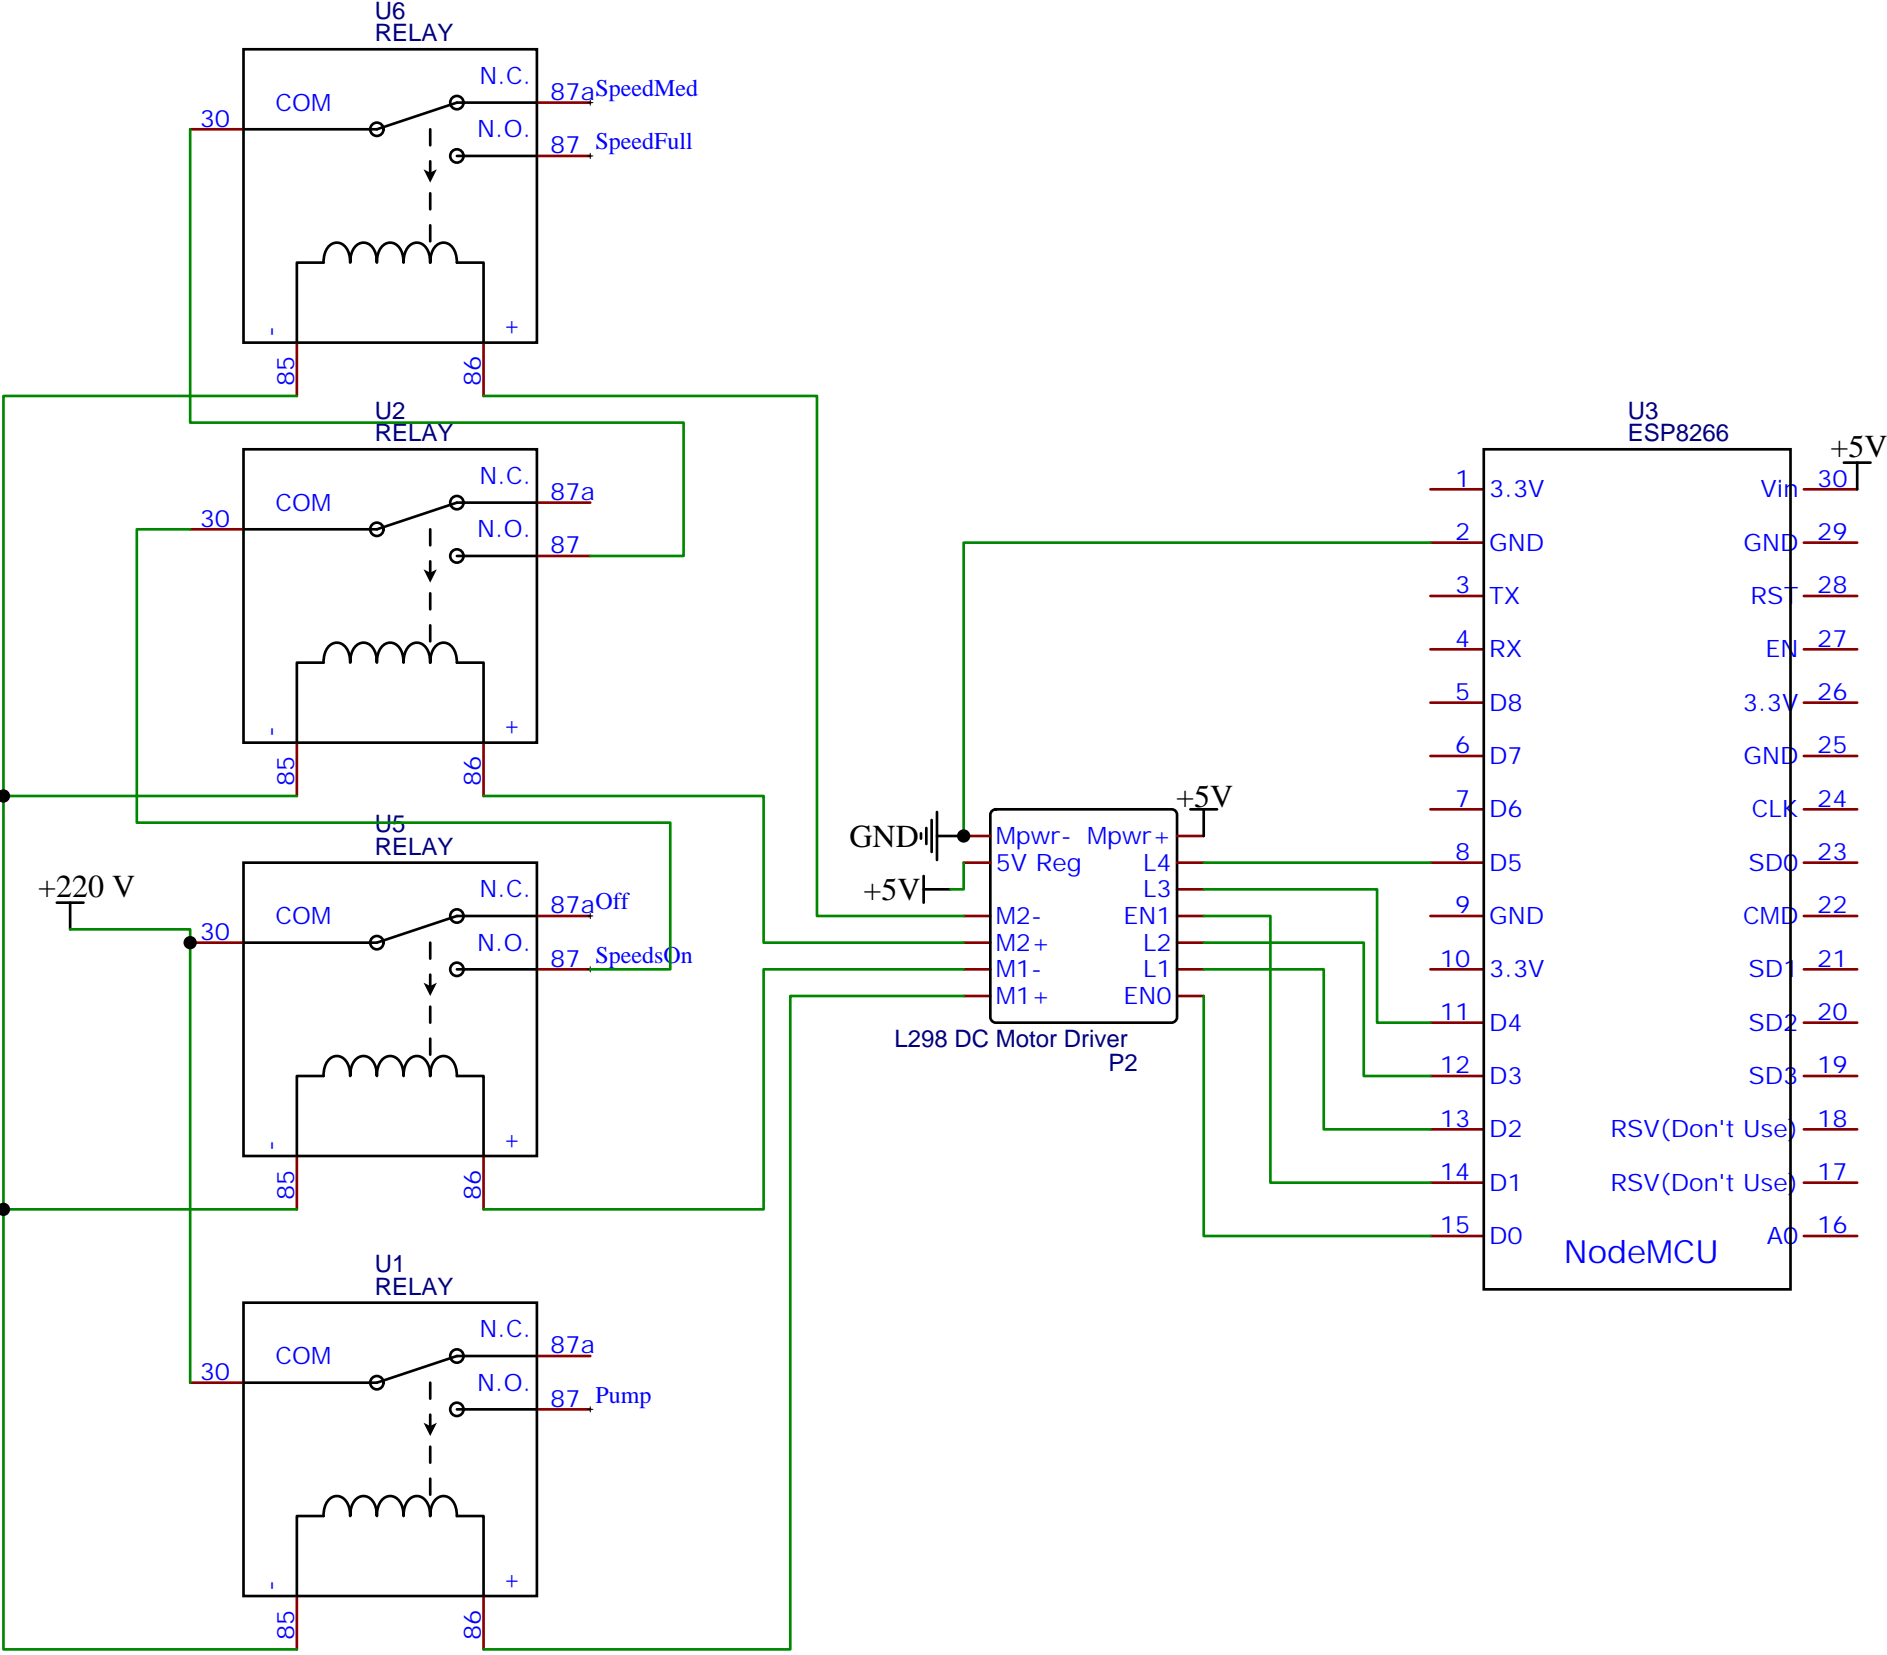 U6
RELAY
N.C.
87a
SpeedMed
COM
30
N.O.
87
SpeedFull
-
+
85
86
U2
RELAY
N.C.
87a
COM
30
N.O.
87
-
+
85
86
U5
RELAY
+220 V
N.C.
87a
Off
COM
30
N.O.
87
SpeedsOn
-
+
85
86
U1
RELAY
N.C.
87a
COM
30
N.O.
87
Pump
-
+
85
86
+5V
GND
Mpwr- Mpwr+
5V Reg L4
+5V
L3
M2- EN1
M2+ L2
M1- L1
M1+ EN0
L298 DC Motor Driver
P2
U3
ESP8266
+5V
1 3.3V Vin 30
2 GND GND 29
3 TX RST 28
4 RX EN 27
5 D8 3.3V 26
6 D7 GND 25
7 D6 CLK 24
8 D5 SD0 23
9 GND CMD 22
10 3.3V SD1 21
11 D4 SD2 20
12 D3 SD3 19
13 D2 RSV(Don't Use) 18
14 D1 RSV(Don't Use) 17
15 D0 A0 16
NodeMCU